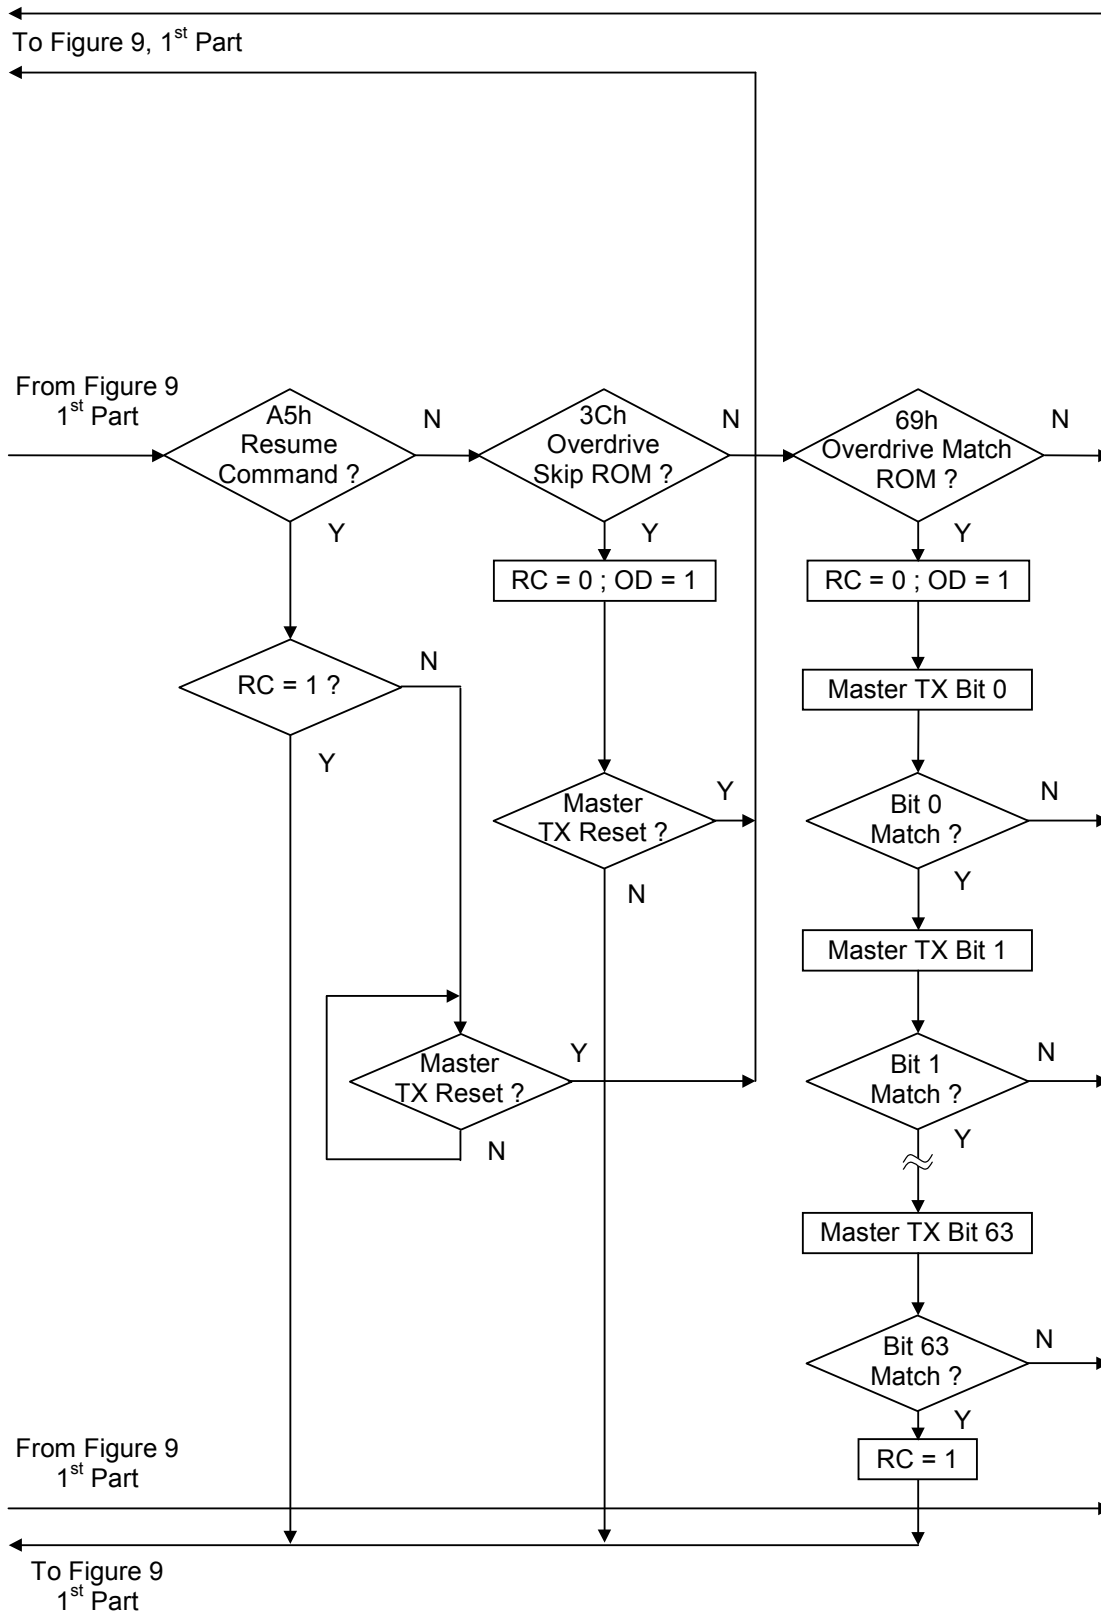 To Figure 9, 1st Part
From Figure 9
1st Part
A5h
Resume
Command ?
N
Y
3Ch
Overdrive
Skip ROM ?
N
Y
69h
Overdrive Match
ROM ?
N
Y
RC = 0 ; OD = 1
RC = 0 ; OD = 1
RC = 1 ?
N
Y
Master TX Bit 0
Master
TX Reset ?
Y
N
Bit 0
Match ?
N
Y
Master TX Bit 1
Master
TX Reset ?
Y
N
Bit 1
Match ?
N
Y
Master TX Bit 63
Bit 63
Match ?
N
Y
RC = 1
From Figure 9
1st Part
To Figure 9
1st Part